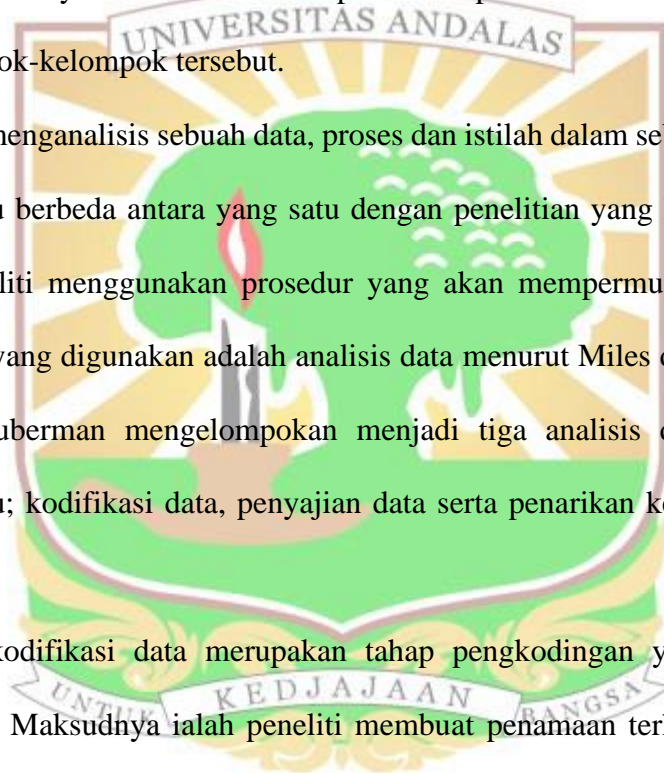 UNIVERSITAS ANDALAS
ok-kelompok tersebut.
menganalisis sebuah data, proses dan istilah dalam
berbeda antara yang satu dengan penelitian yang
liti menggunakan prosedur yang akan mempermu
yang digunakan adalah analisis data menurut Miles
uberman mengelompokan menjadi tiga analisis
u; kodifikasi data, penyajian data serta penarikan
kodifikasi data merupakan tahap pengkodingan
UNTUK KEDJAJAAN BANGSA
Maksudnya ialah peneliti membuat penamaan